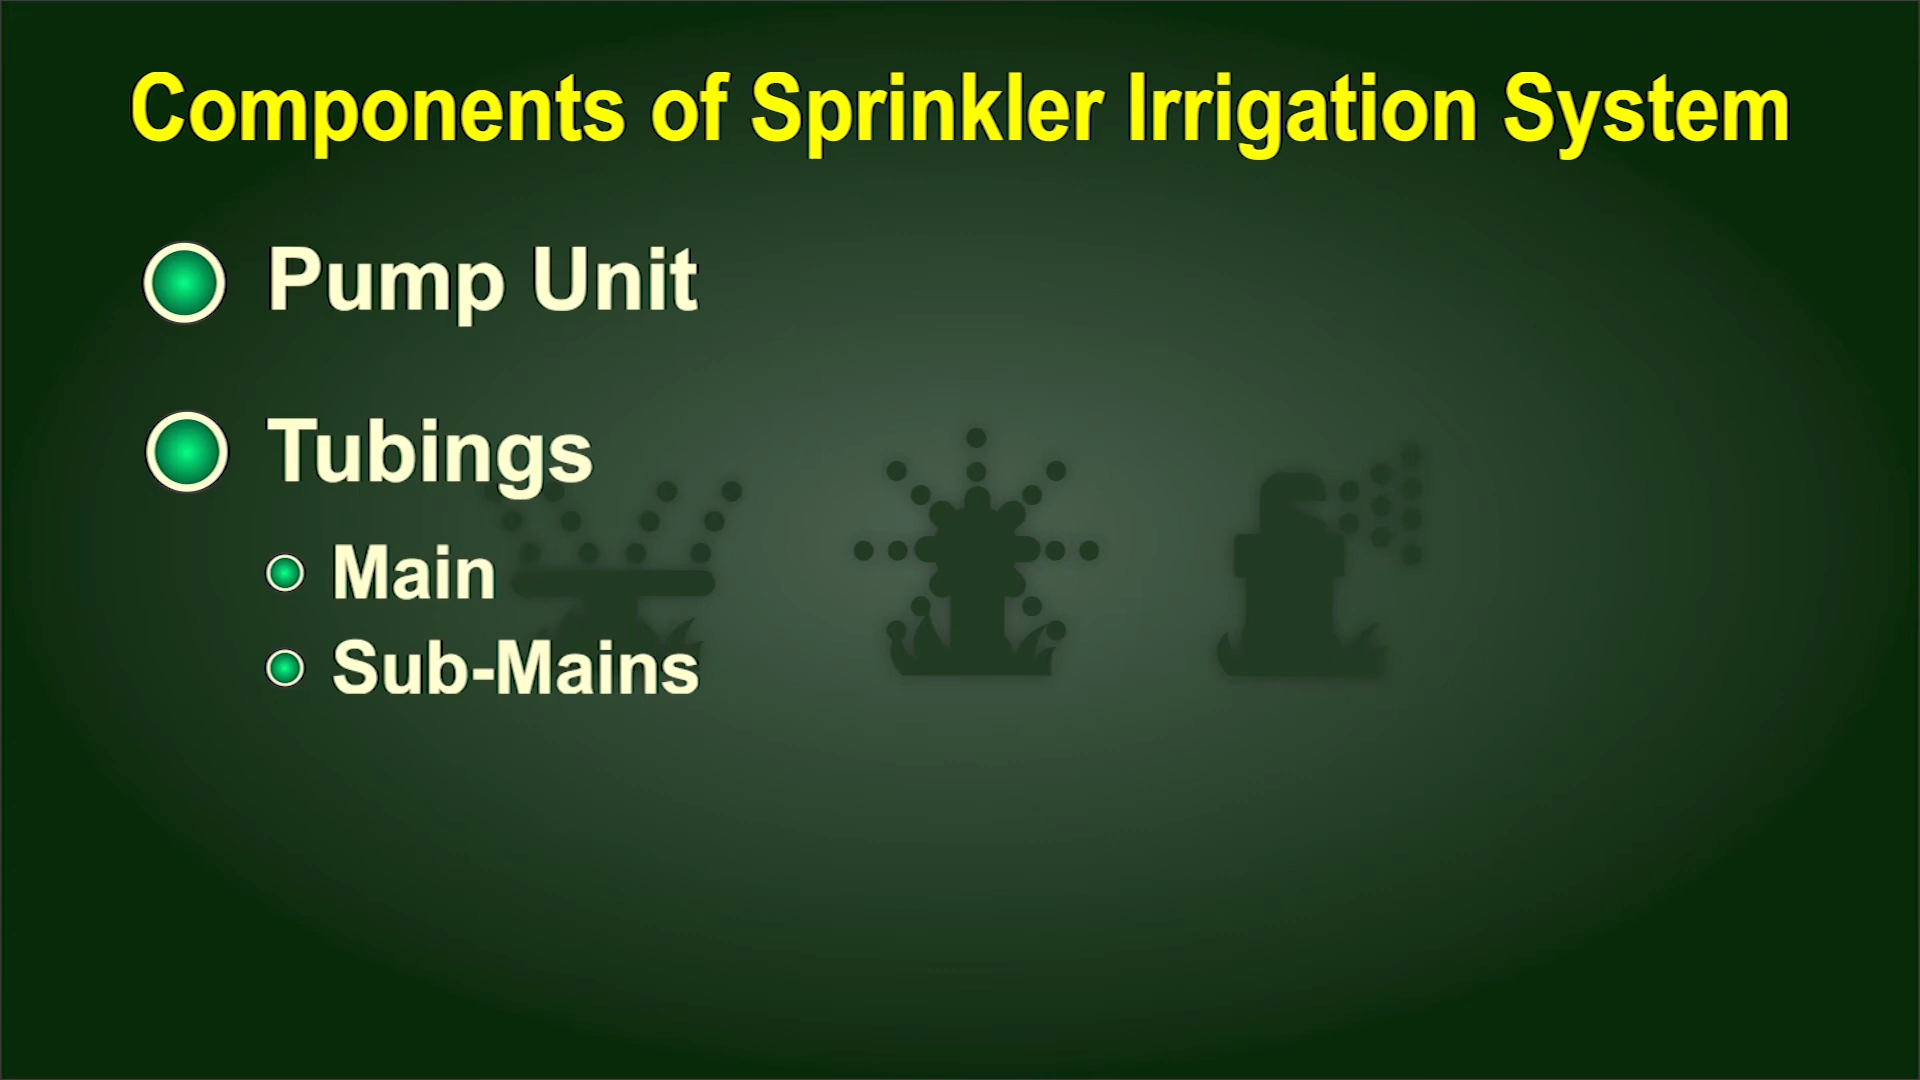 Components of Sprinkler Irrigation System
Pump Unit
Tubings
Main
Sub-Mains